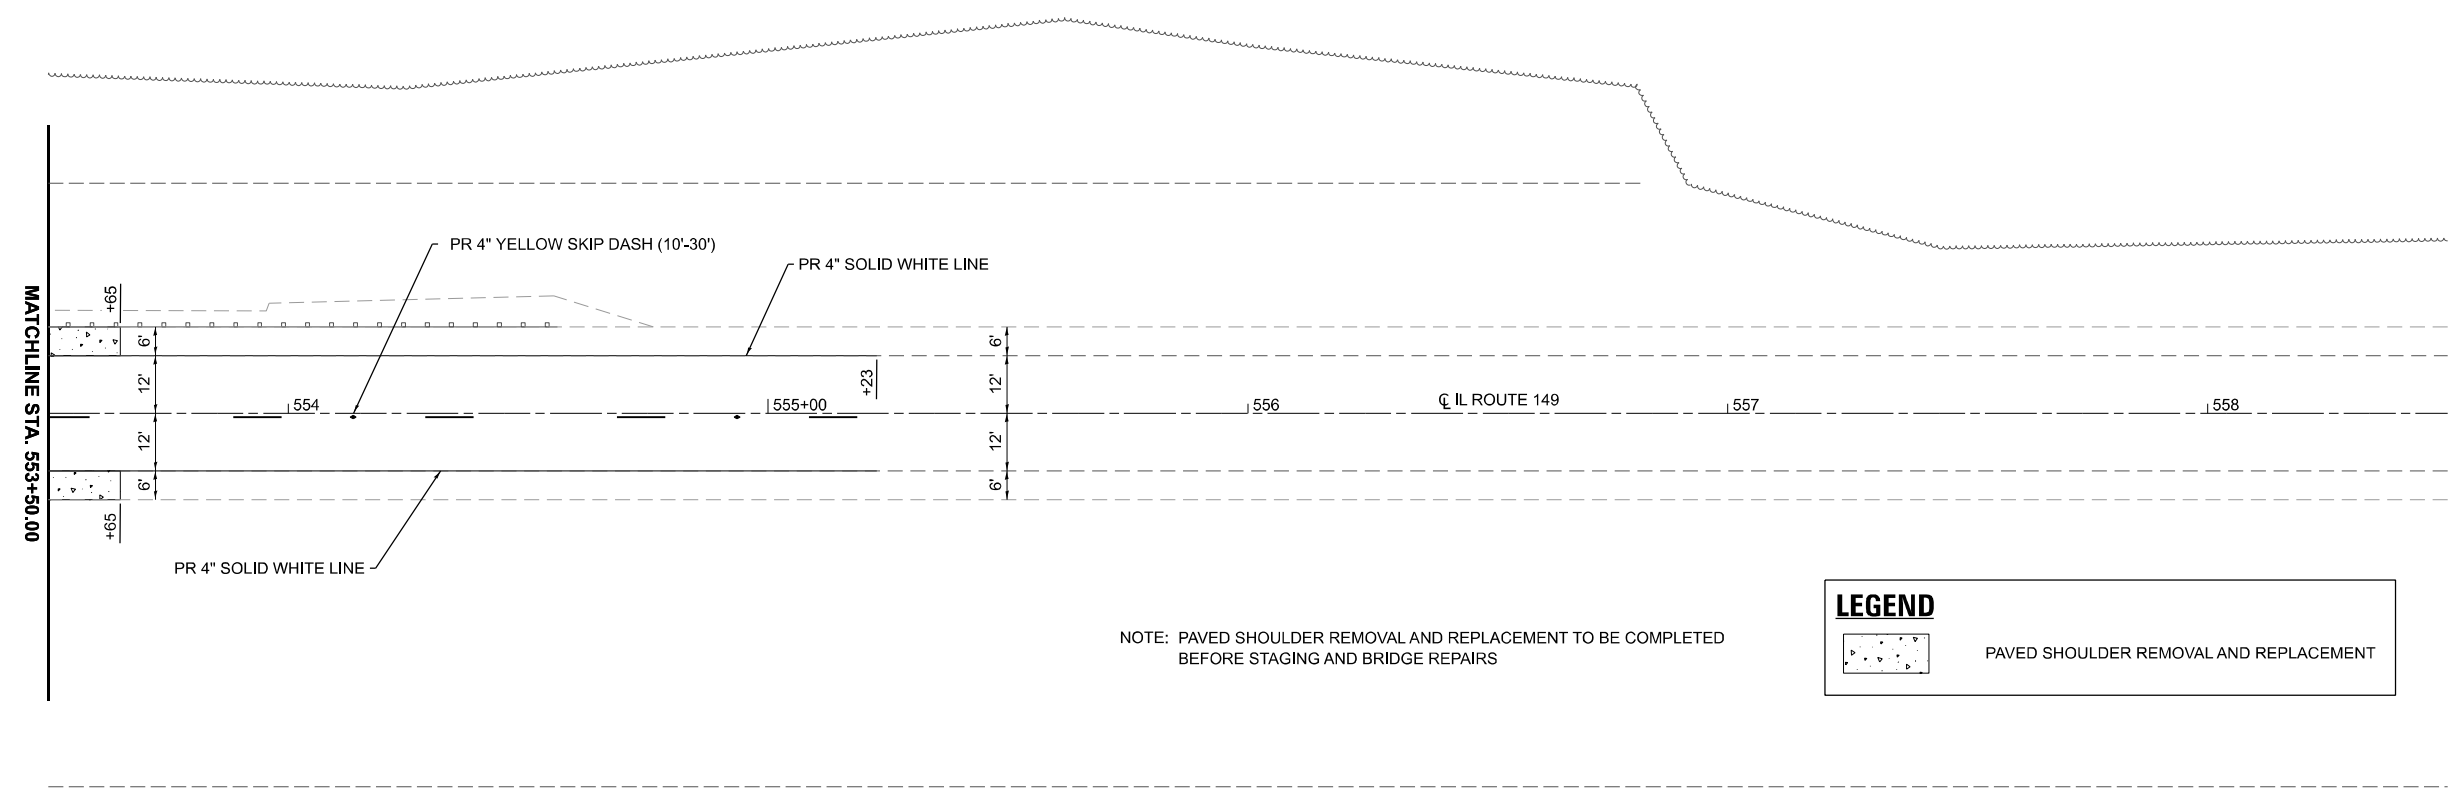 PR 4" YELLOW SKIP DASH (10'-30')
PR 4" SOLID WHITE LINE
MATCHLINE STA. 553+50.00
+65
6'
6'
12'
12'
+23
554
555+00
556
℄ IL ROUTE 149
557
558
12'
12'
6'
6'
+65
PR 4" SOLID WHITE LINE
NOTE: PAVED SHOULDER REMOVAL AND REPLACEMENT TO BE COMPLETED
BEFORE STAGING AND BRIDGE REPAIRS
LEGEND
PAVED SHOULDER REMOVAL AND REPLACEMENT